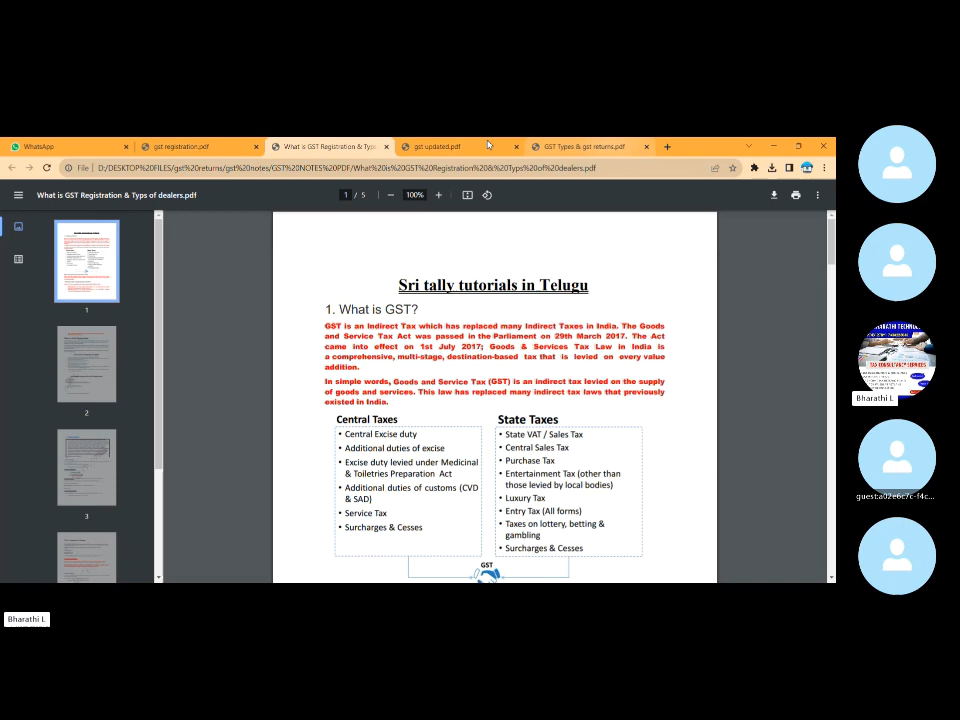 WhatsApp
gst registration.pdf
What is GST Registration & Typs
gst updated.pdf
GST Types & gst returns.pdf
File
D:/DESKTOP%20FILES/gst%20returns/gst%20notes/GST%20NOTES%20PDF/What%20is%20GST%20Registration%20&%20Typs%20of%20dealers.pdf
What is GST Registration & Typs of dealers.pdf
1 / 5
100%
Sri tally tutorials in Telugu
1. What is GST?
GST is an Indirect Tax which has replaced many Indirect Taxes in India. The Goods
and Service Tax Act was passed in the Parliament on 29th March 2017. The Act
came into effect on 1st July 2017; Goods & Services Tax Law in India is
a comprehensive, multi-stage, destination-based tax that is levied on every value
addition.
In simple words, Goods and Service Tax (GST) is an indirect tax levied on the supply
of goods and services. This law has replaced many indirect tax laws that previously
existed in India.
Central Taxes
• Central Excise duty
• Additional duties of excise
• Excise duty levied under Medicinal
& Toiletries Preparation Act
• Additional duties of customs (CVD
& SAD)
• Service Tax
• Surcharges & Cesses
State Taxes
• State VAT / Sales Tax
• Central Sales Tax
• Purchase Tax
• Entertainment Tax (other than
those levied by local bodies)
• Luxury Tax
• Entry Tax (All forms)
• Taxes on lottery, betting &
gambling
• Surcharges & Cesses
GST
1
2
3
TAX CONSULTANCY SERVICES
Bharathi L
guest:a02e6c7c-f4c...
Bharathi L